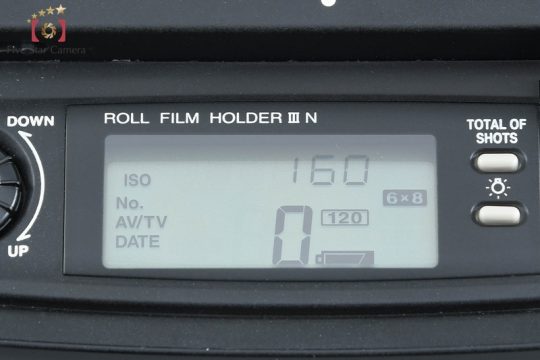 Five Star Camera
DOWN
UP
ROLL FILM HOLDER III N
ISO 160
No.
6×8
AV/TV 0 120
DATE
TOTAL OF
SHOTS